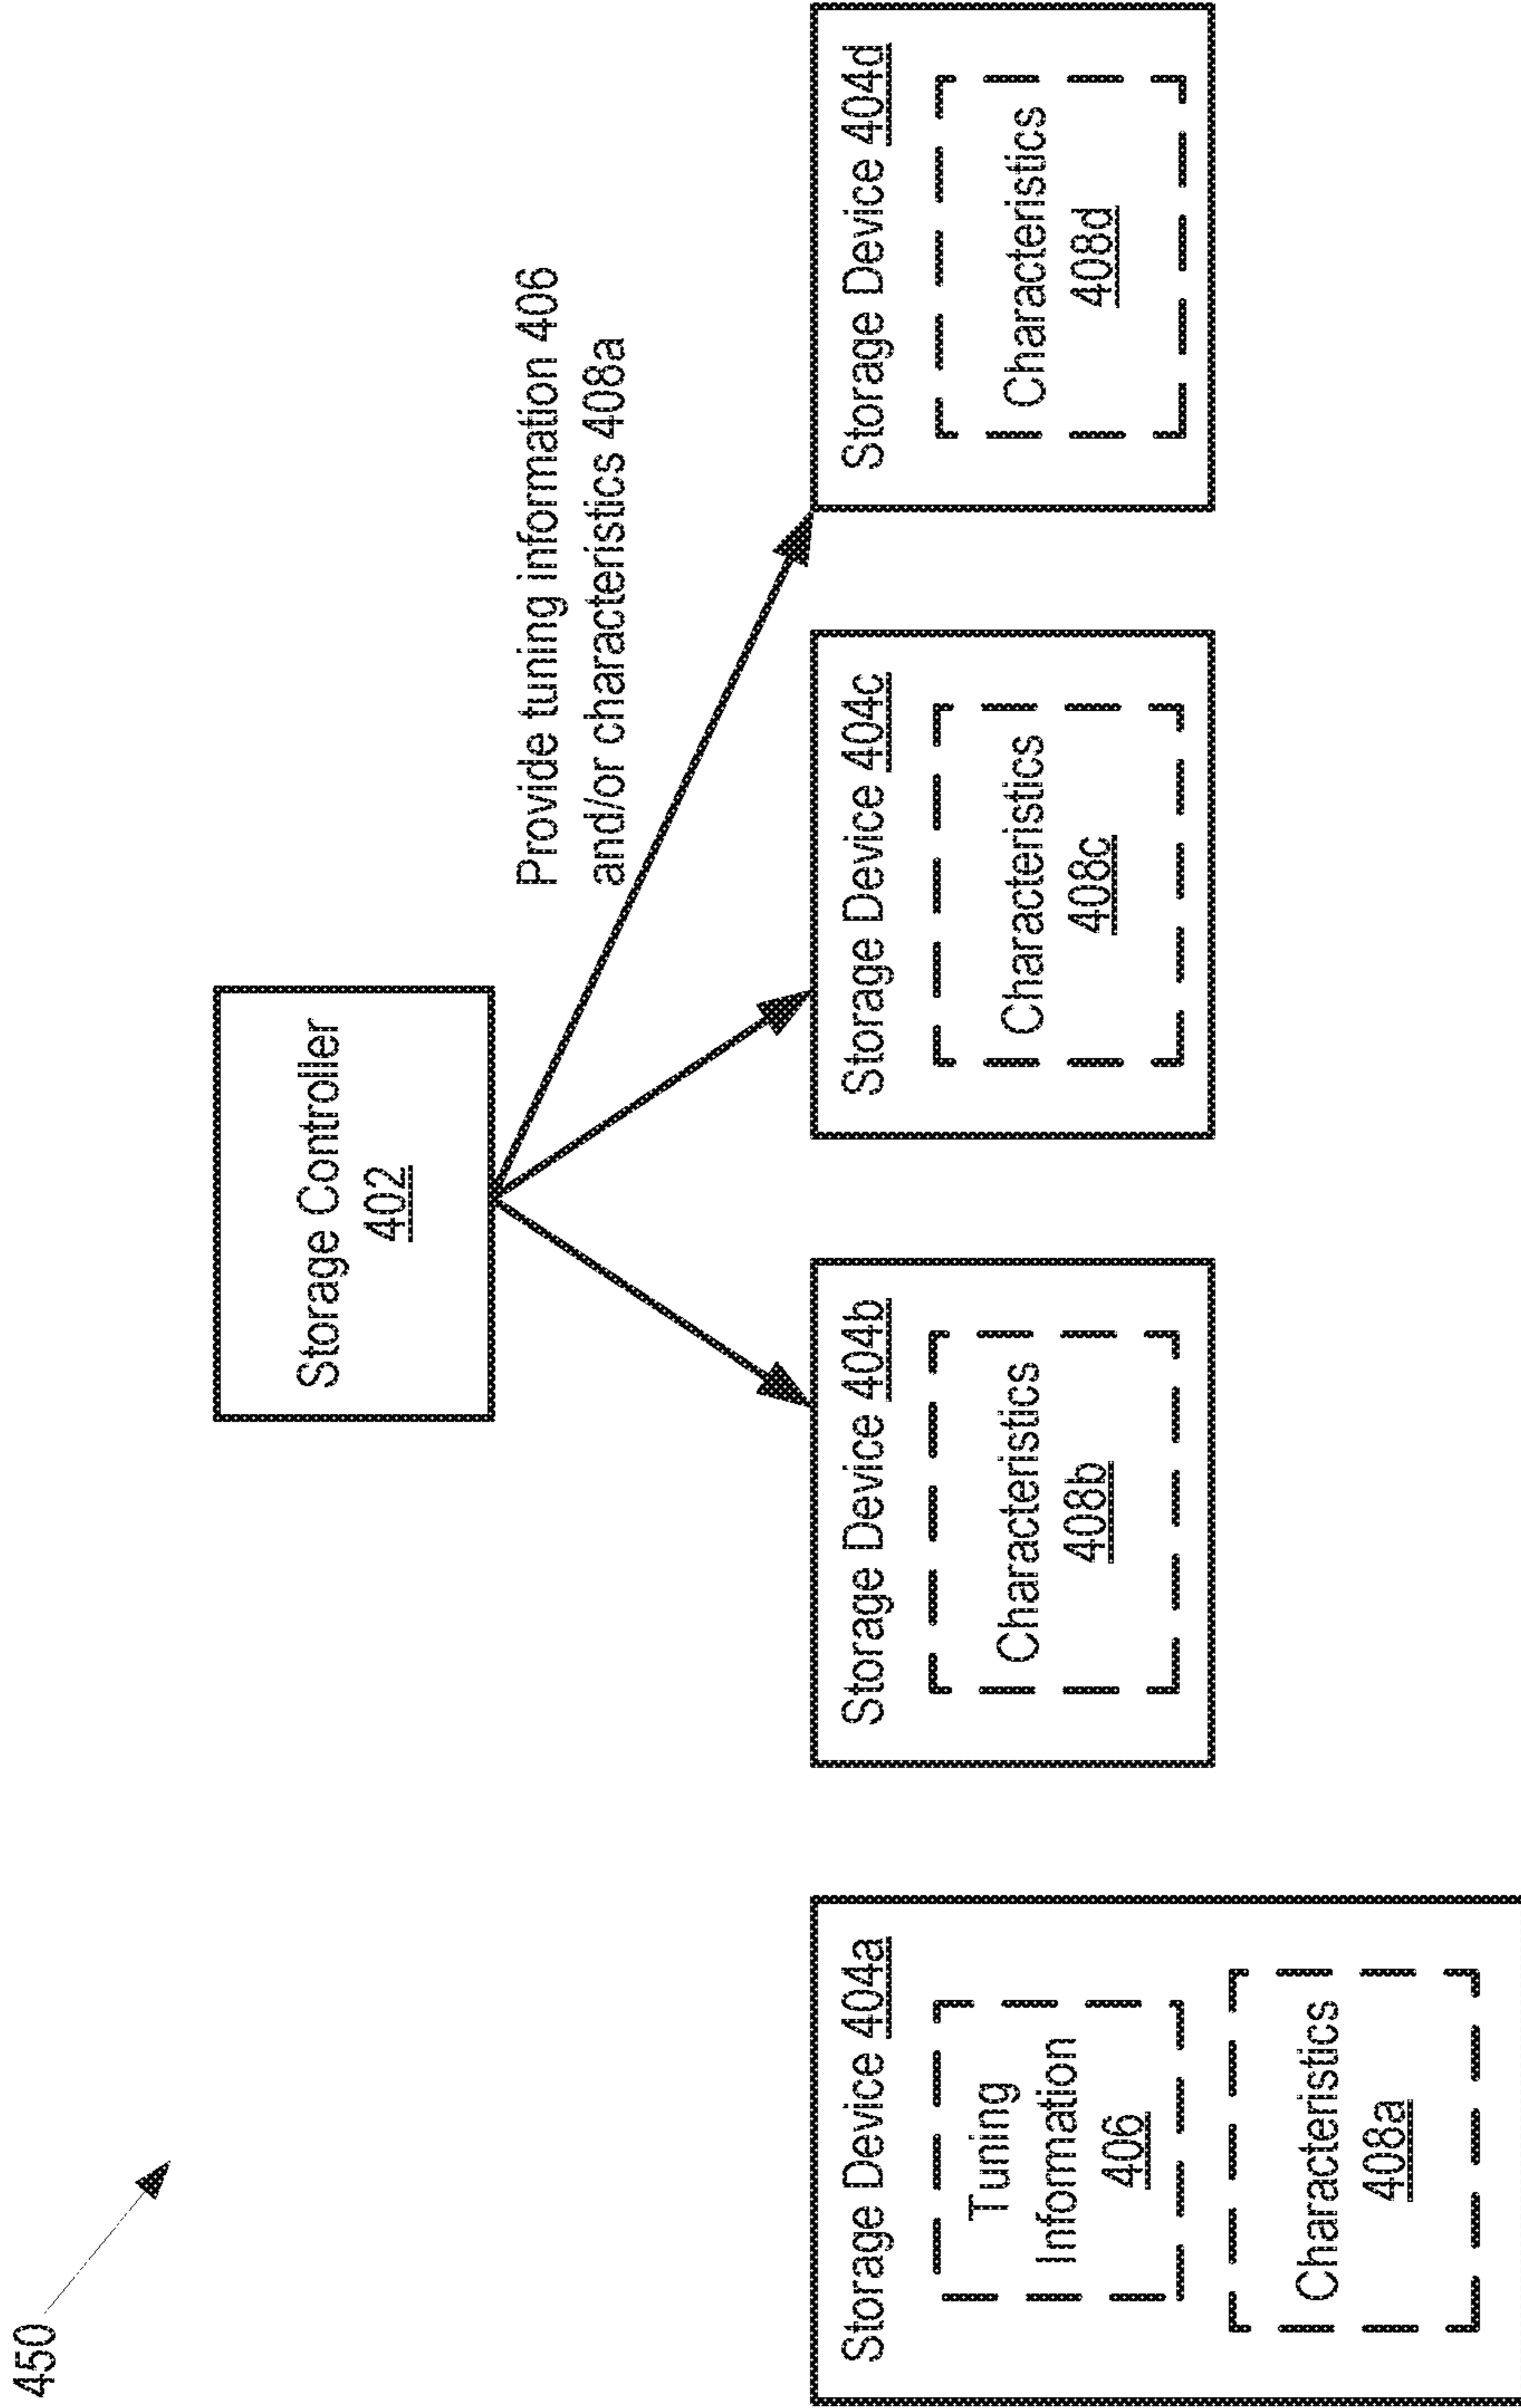 450
Storage Controller
402
Provide tuning information 406
and/or characteristics 408a
Storage Device 404a
Tuning
Information
406
Characteristics
408a
Storage Device 404b
Characteristics
408b
Storage Device 404c
Characteristics
408c
Storage Device 404d
Characteristics
408d